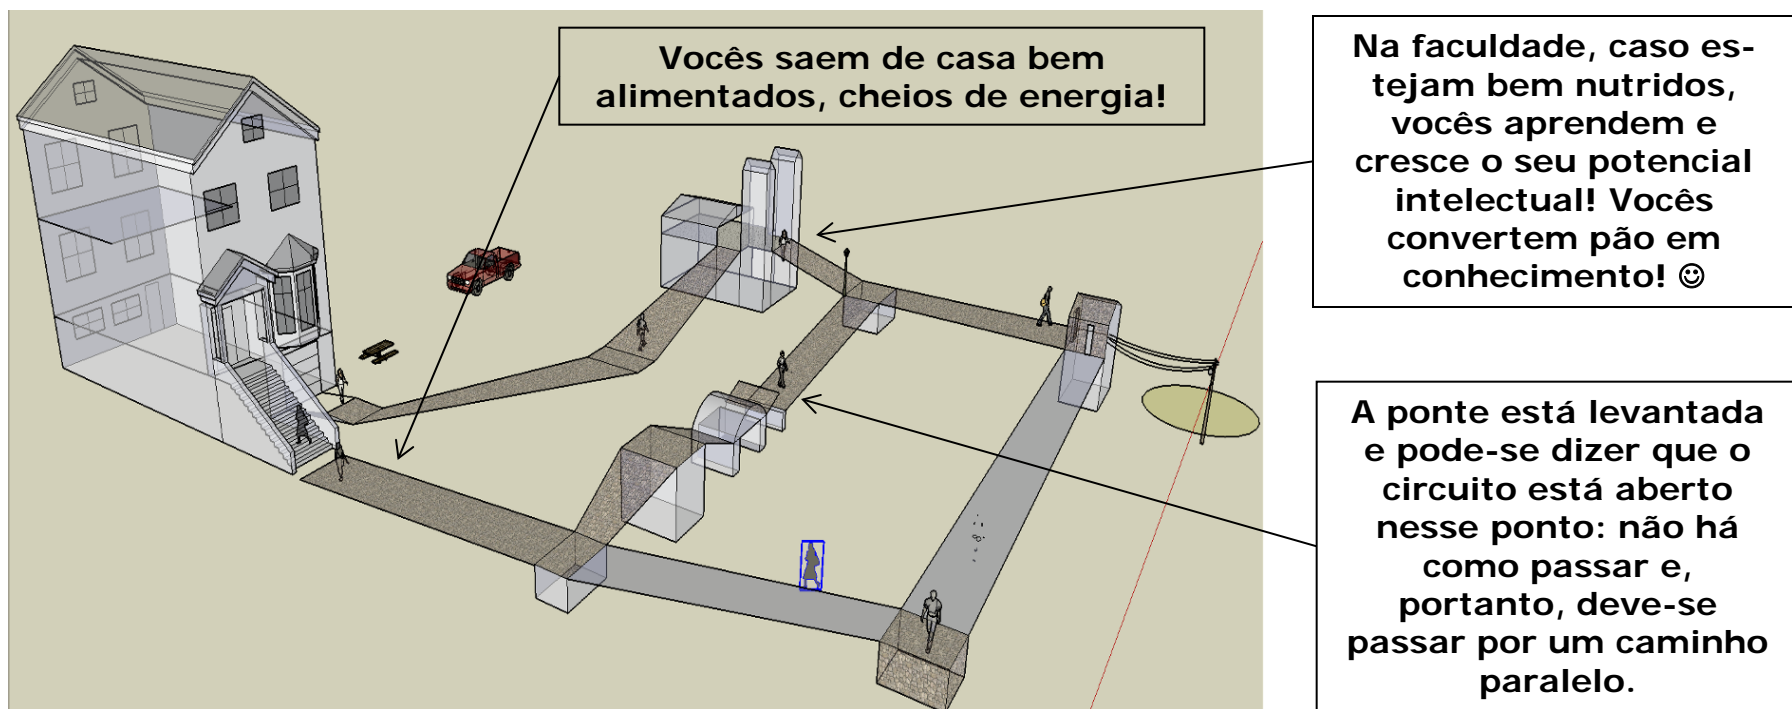 Vocês saem de casa bem
alimentados, cheios de energia!
Na faculdade, caso es-
tejam bem nutridos,
vocês aprendem e
cresce o seu potencial
intelectual! Vocês
convertem pão em
conhecimento! ☺
A ponte está levantada
e pode-se dizer que o
circuito está aberto
nesse ponto: não há
como passar e,
portanto, deve-se
passar por um caminho
paralelo.